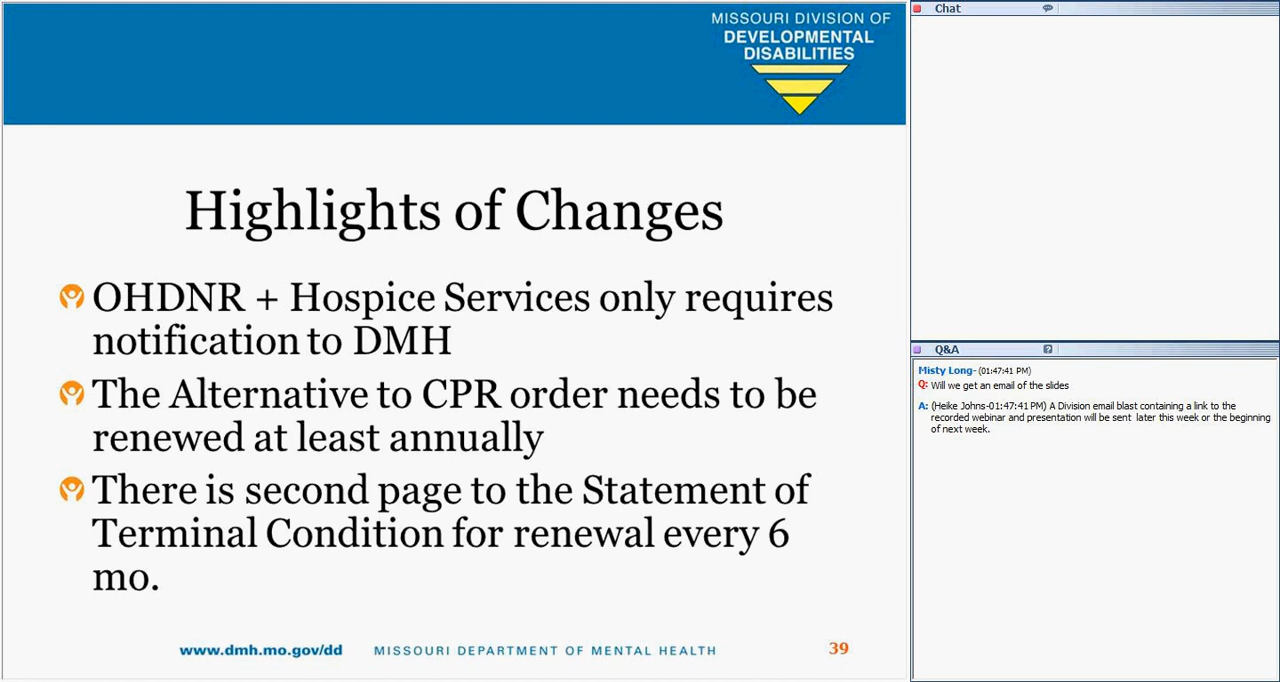 MISSOURI DIVISION OF
DEVELOPMENTAL
DISABILITIES
Highlights of Changes
OHDNR + Hospice Services only requires
notification to DMH
The Alternative to CPR order needs to be
renewed at least annually
There is second page to the Statement of
Terminal Condition for renewal every 6
mo.
www.dmh.mo.gov/dd MISSOURI DEPARTMENT OF MENTAL HEALTH 39
Chat
Q&A
Misty Long- (01:47:41 PM)
Q: Will we get an email of the slides
A: (Heike Johns-01:47:41 PM) A Division email blast containing a link to the
recorded webinar and presentation will be sent later this week or the beginning
of next week.